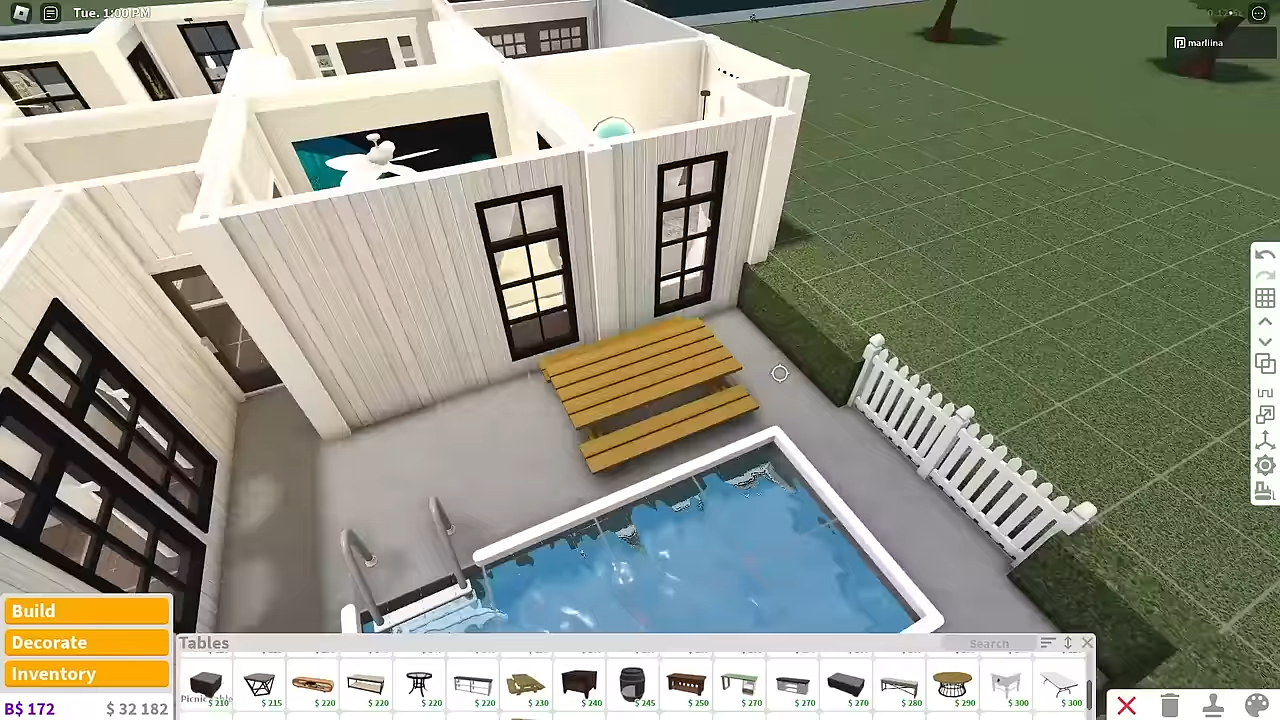 Tue. 1:00 PM
marliina
Build
Decorate
Inventory
B$ 172
$ 32 182
Tables
Search
$ 210
$ 215
$ 220
$ 220
$ 220
$ 220
$ 230
$ 240
$ 245
$ 250
$ 270
$ 270
$ 270
$ 280
$ 290
$ 300
$ 300